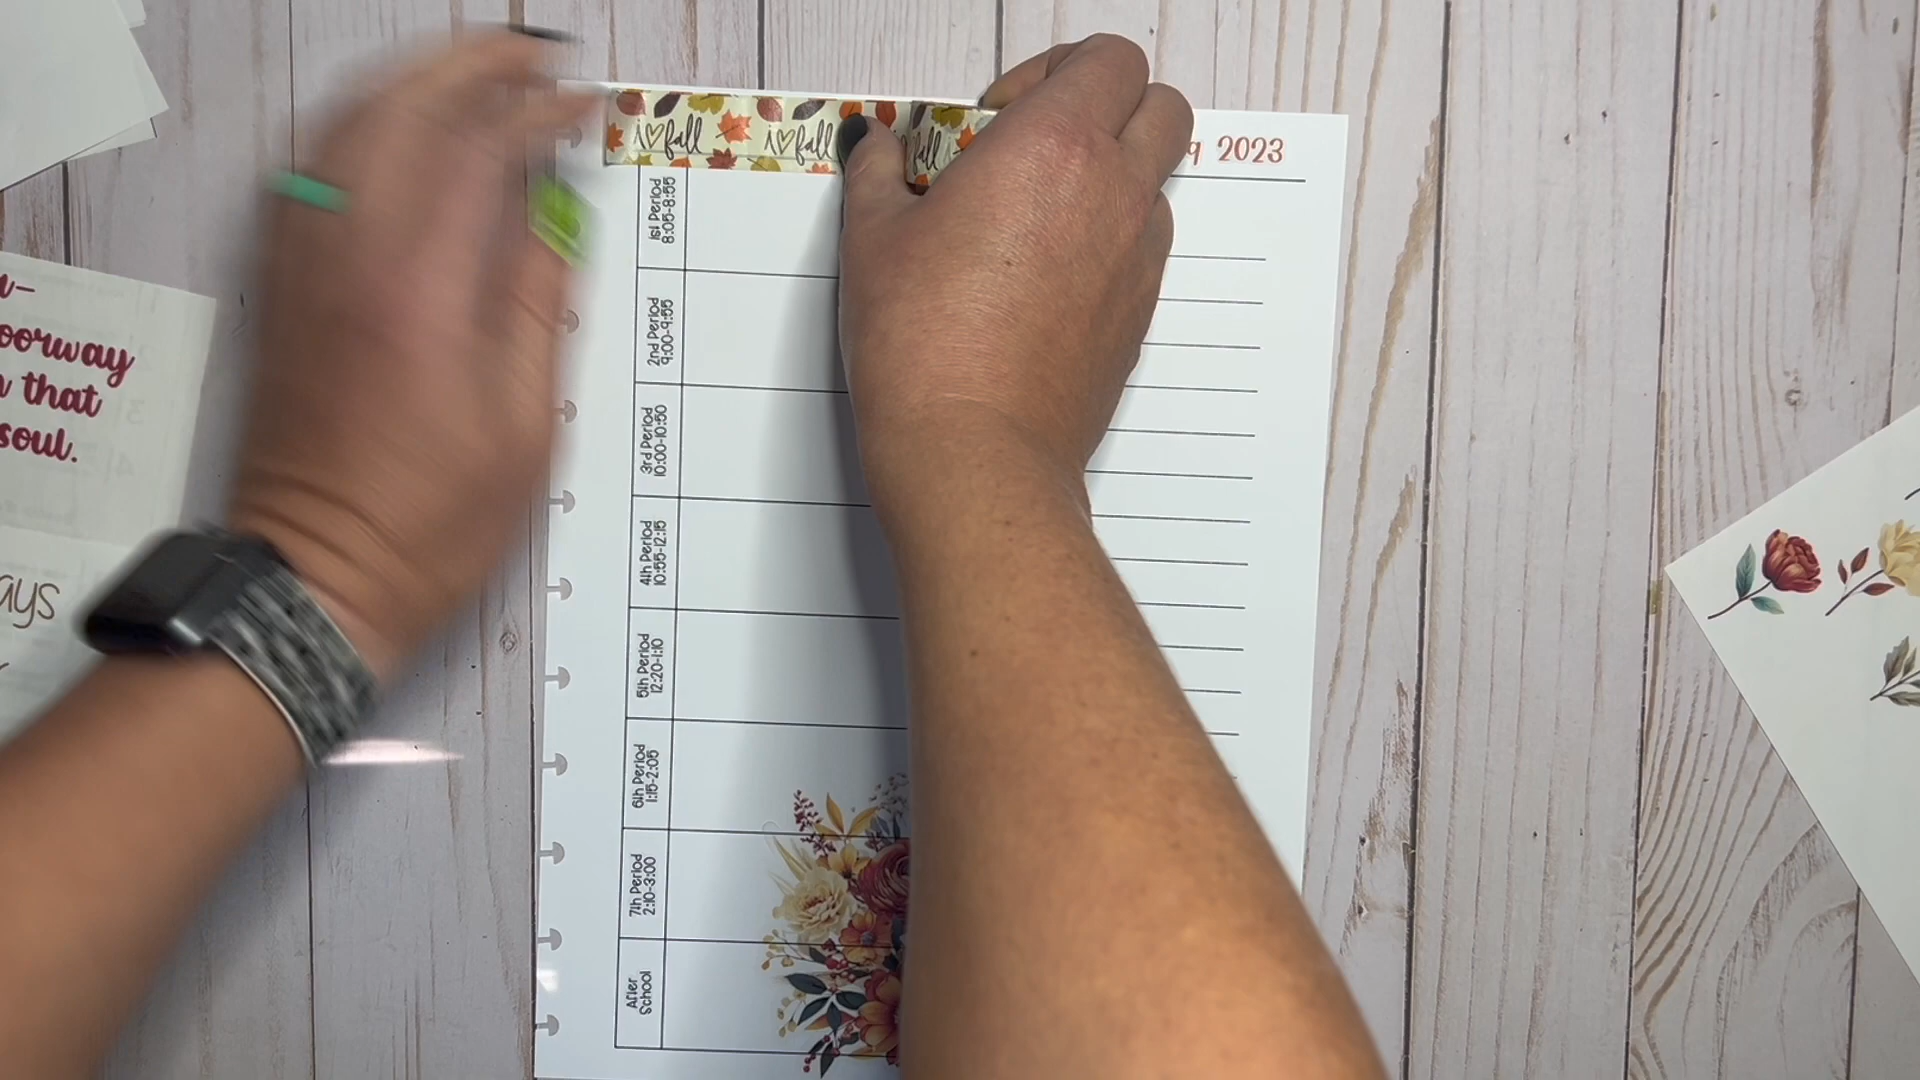 i♡fall i♡fall fall
9 2023
1st Period
8:05-8:55
2nd Period
9:00-9:55
3rd Period
10:00-10:50
4th Period
10:55-12:15
5th Period
12:20-1:10
6th Period
1:15-2:05
7th Period
2:10-3:00
After
School
oorway
that
soul.
ays